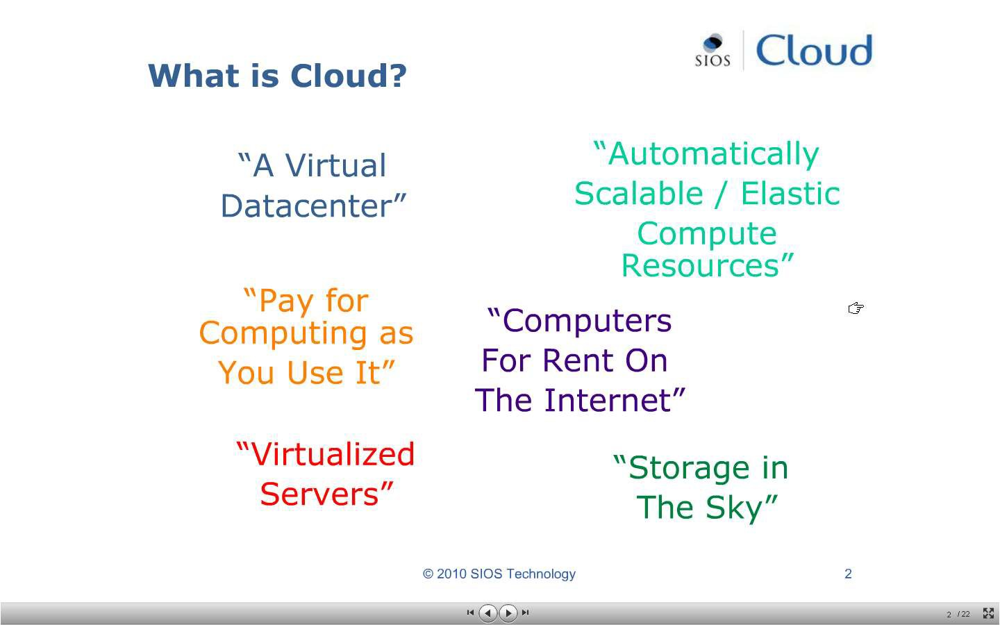 SIOS
Cloud
What is Cloud?
“A Virtual
Datacenter”
“Automatically
Scalable / Elastic
Compute
Resources”
“Pay for
Computing as
You Use It”
“Computers
For Rent On
The Internet”
“Virtualized
Servers”
“Storage in
The Sky”
© 2010 SIOS Technology
2
2 / 22